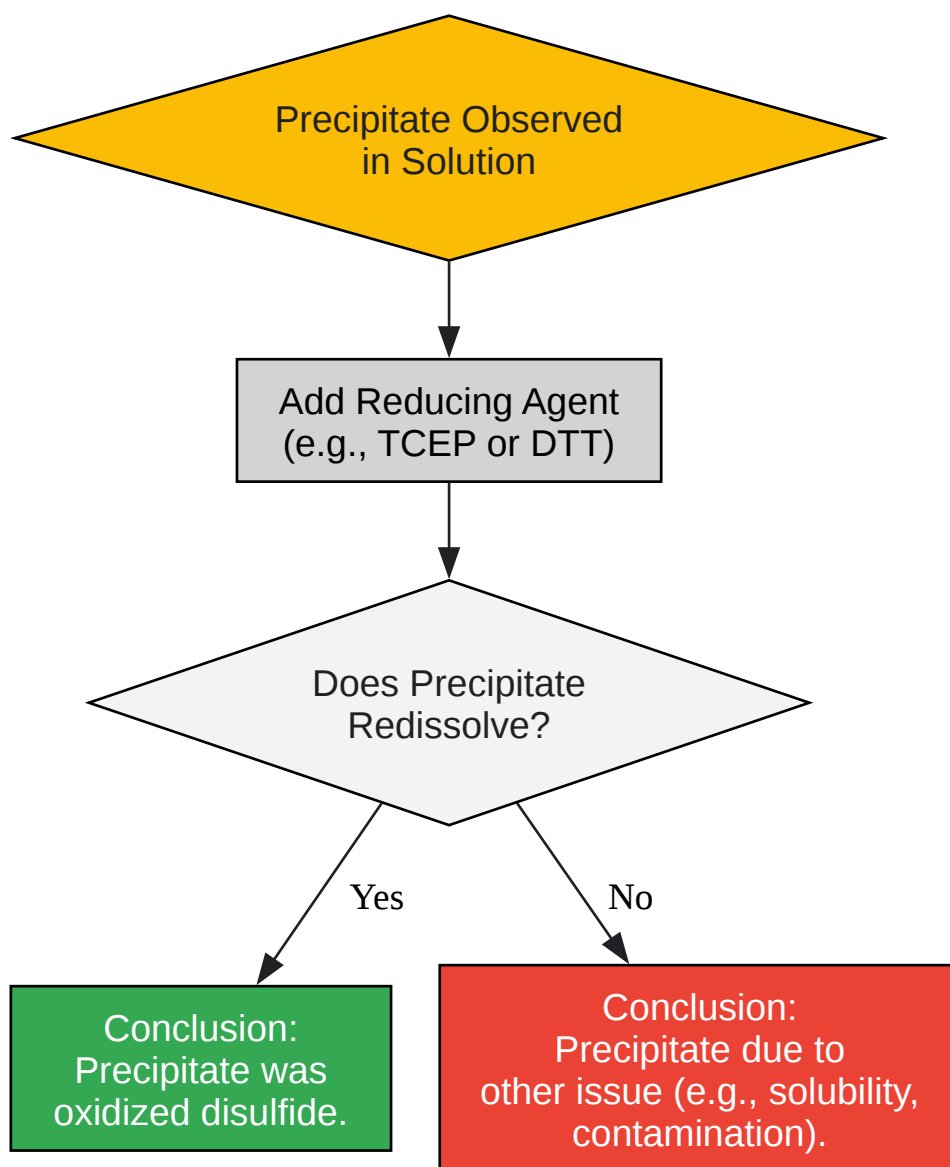 Precipitate Observed
in Solution
Add Reducing Agent
(e.g., TCEP or DTT)
Does Precipitate
Redissolve?
Yes
No
Conclusion:
Precipitate was
oxidized disulfide.
Conclusion:
Precipitate due to
other issue (e.g., solubility,
contamination).